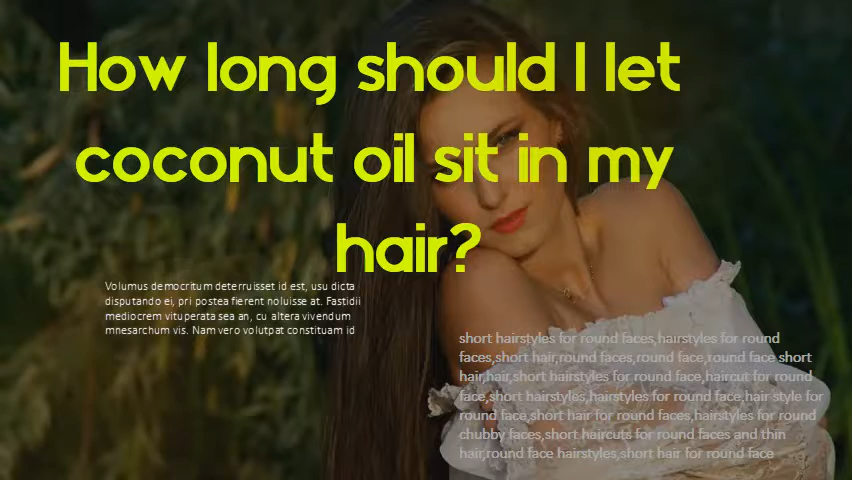 How long should I let
coconut oil sit in my
hair?
Volumus democritum deterruisset id est, usu dicta
disputando ei, pri postea fierent noluisse at. Fastidii
mediocrem vituperata sea an, cu altera vivendum
mnesarchum vis. Nam vero volutpat constituam id
short hairstyles for round faces,hairstyles for round
faces,short hair,round faces,round face,round face short
hair,hair,short hairstyles for round face,haircut for round
face,short hairstyles,hairstyles for round face,hair style for
round face,short hair for round faces,hairstyles for round
chubby faces,short haircuts for round faces and thin
hair,round face hairstyles,short hair for round face